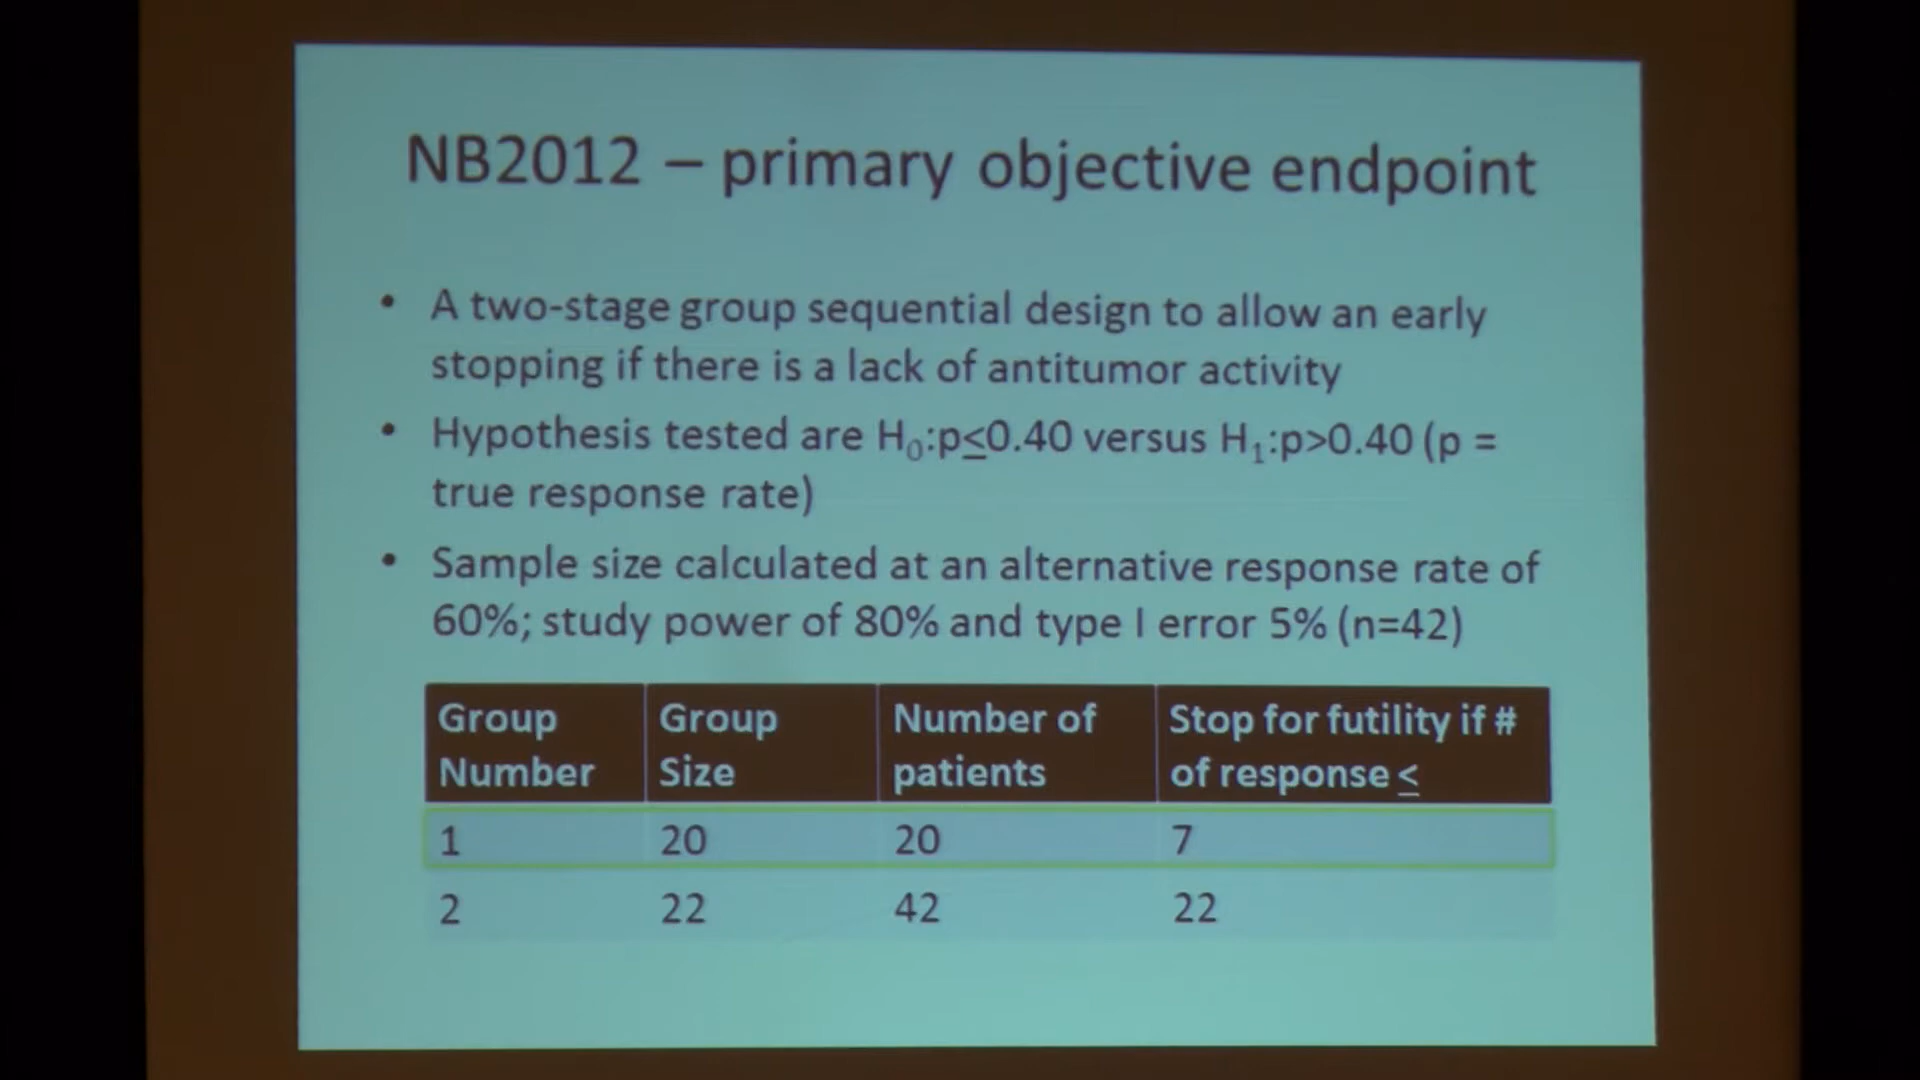 NB2012 – primary objective endpoint
• A two-stage group sequential design to allow an early
stopping if there is a lack of antitumor activity
• Hypothesis tested are H₀:p≤0.40 versus H₁:p>0.40 (p =
true response rate)
• Sample size calculated at an alternative response rate of
60%; study power of 80% and type I error 5% (n=42)
Group Number | Group Size | Number of patients | Stop for futility if # of response ≤
1 | 20 | 20 | 7
2 | 22 | 42 | 22